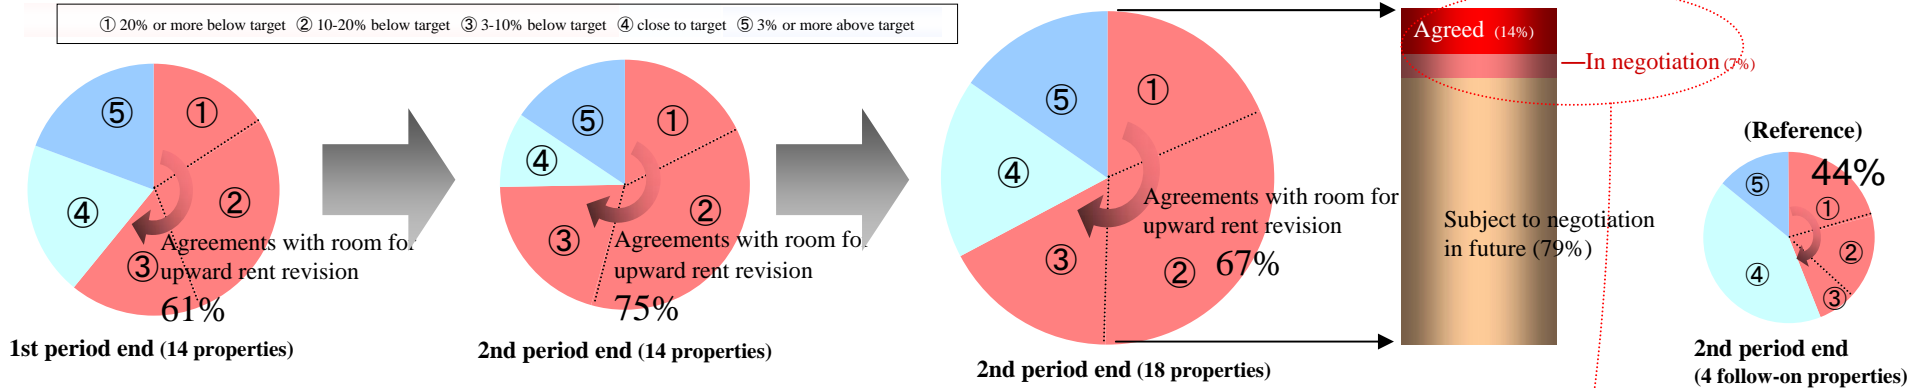 ① 20% or more below target ② 10-20% below target ③ 3-10% below target ④ close to target ⑤ 3% or more above target
⑤
①
④
②
③
Agreements with room for
upward rent revision
61%
1st period end (14 properties)
⑤
①
④
②
③
Agreements with room for
upward rent revision
75%
2nd period end (14 properties)
⑤
①
④
Agreements with room for
upward rent revision
67%
③
②
2nd period end (18 properties)
Agreed (14%)
In negotiation (7%)
Subject to negotiation
in future (79%)
(Reference)
44%
⑤
①
②
④
③
2nd period end
(4 follow-on properties)